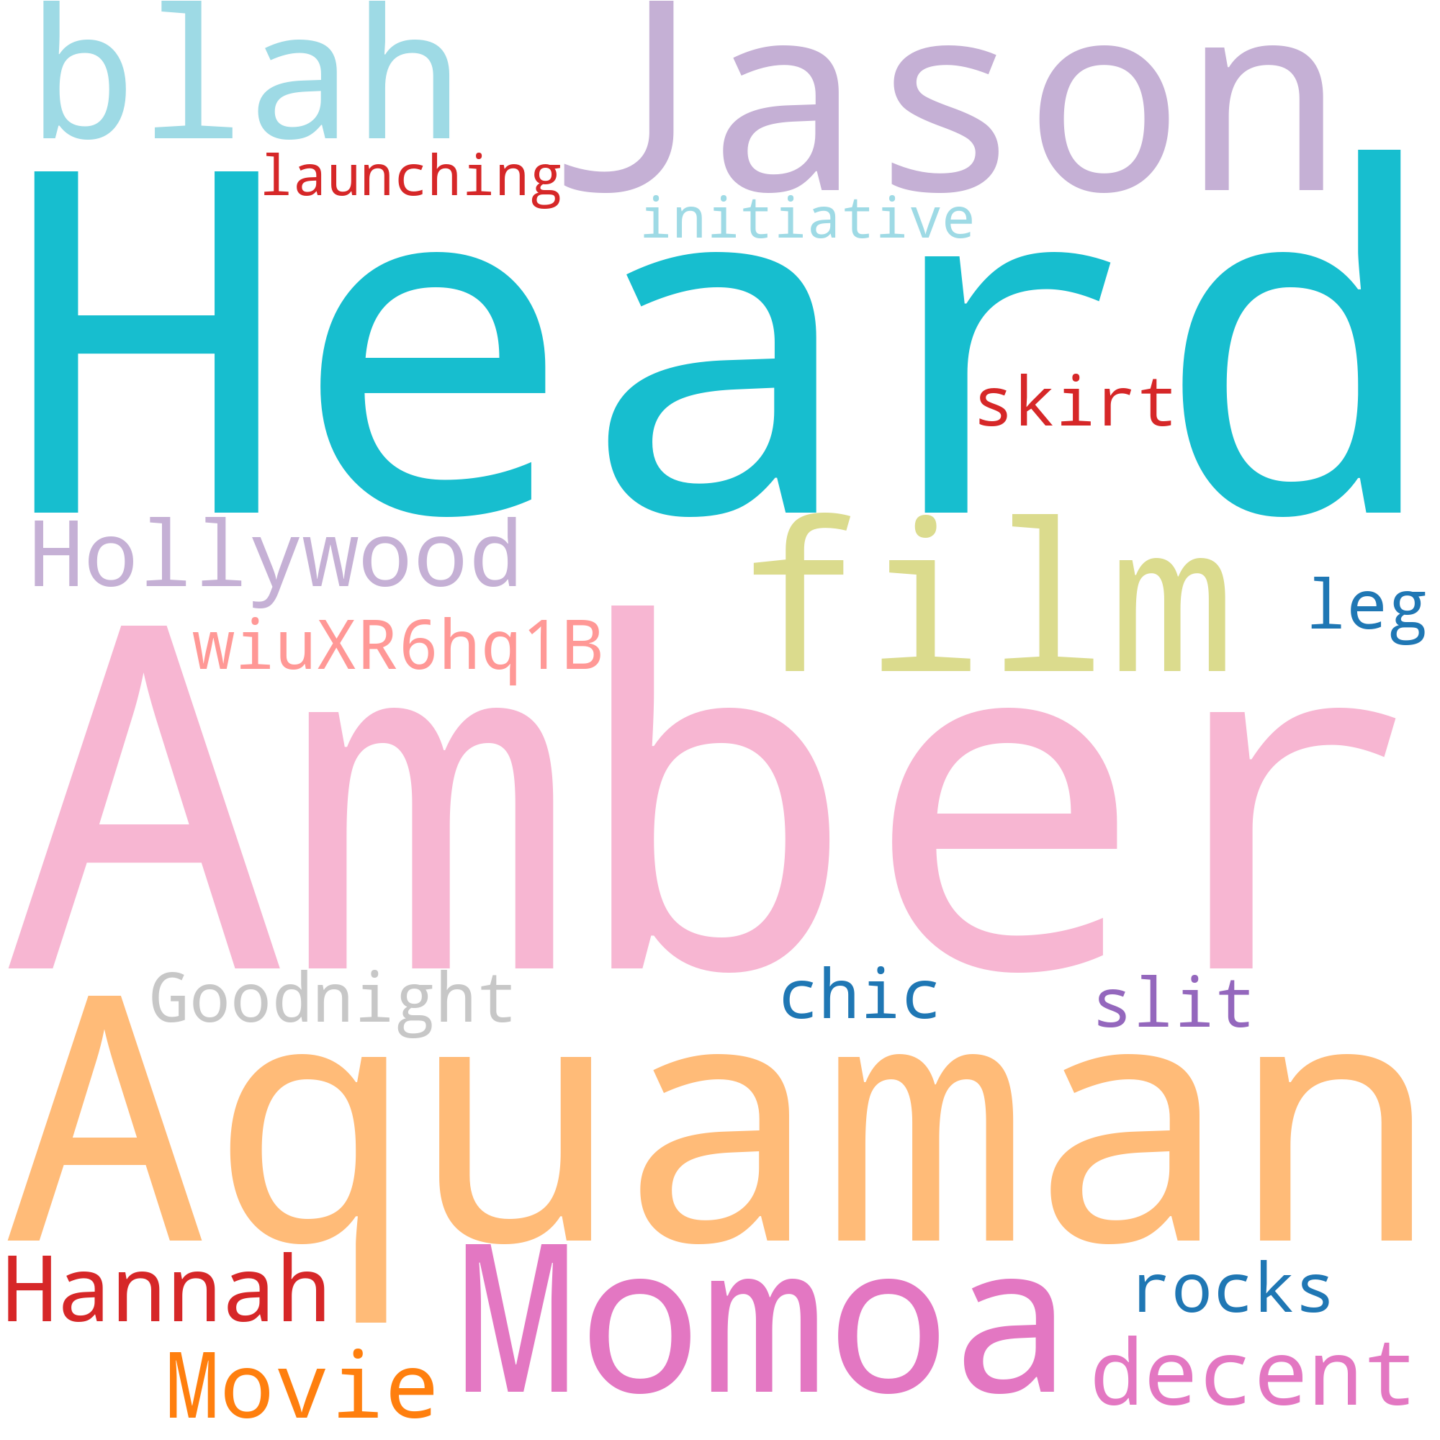 blah
Jason
launching
initiative
Heard
skirt
Hollywood
film
leg
wiuXR6hq1B
Amber
Goodnight
chic
slit
Aquaman
Hannah
Momoa
rocks
Movie
decent